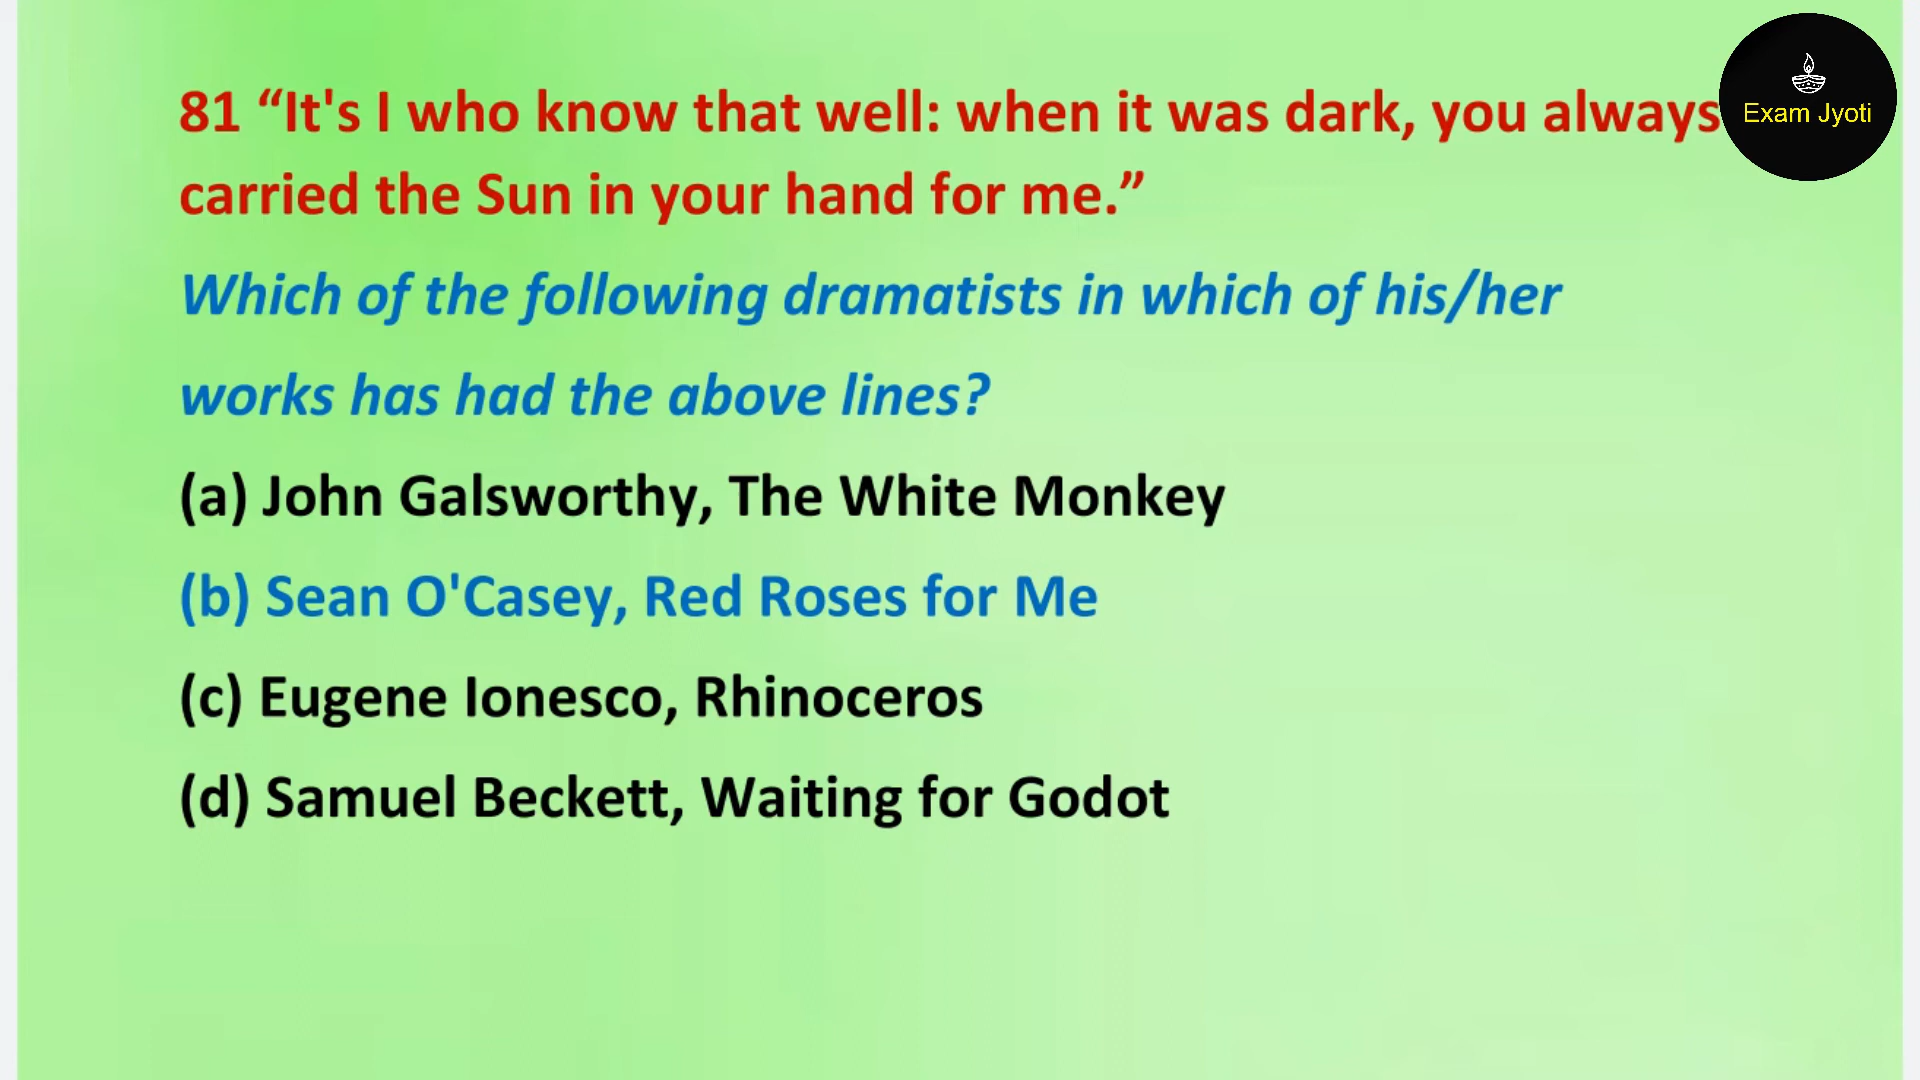 81 “It's I who know that well: when it was dark, you always
carried the Sun in your hand for me.”
Which of the following dramatists in which of his/her
works has had the above lines?
(a) John Galsworthy, The White Monkey
(b) Sean O'Casey, Red Roses for Me
(c) Eugene Ionesco, Rhinoceros
(d) Samuel Beckett, Waiting for Godot
Exam Jyoti